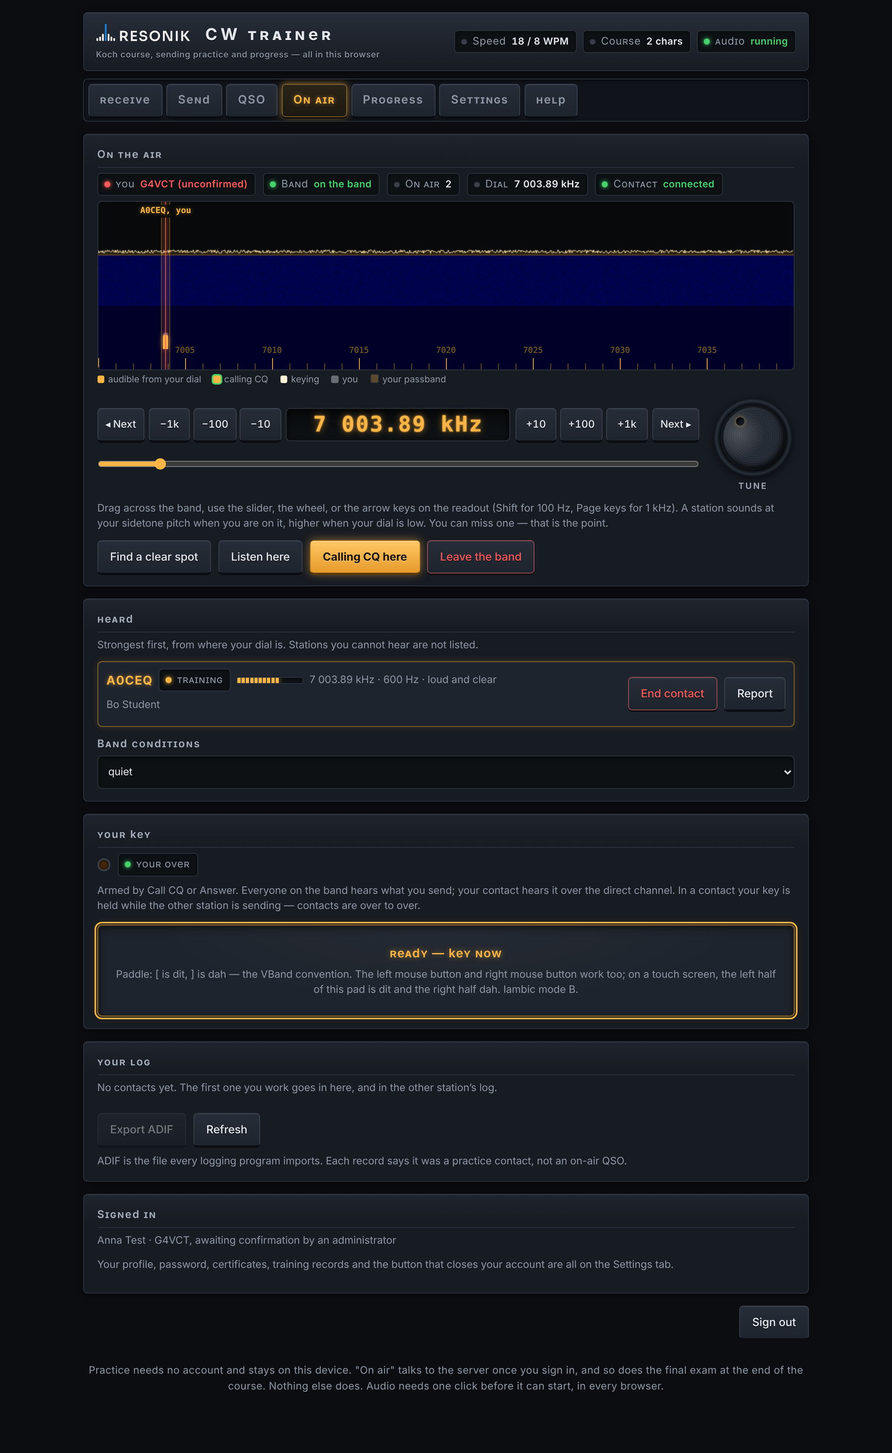 RESONIK CW TRAINER
Koch course, sending practice and progress — all in this browser
Speed 18 / 8 WPM
Course 2 chars
Audio running
Receive
Send
QSO
On air
Progress
Settings
Help
On the air
You G4VCT (unconfirmed)
Band on the band
On air 2
Dial 7 003.89 kHz
Contact connected
A0CEQ, you
7005 7010 7015 7020 7025 7030 7035
audible from your dial calling CQ keying you your passband
◂ Next −1k −100 −10 7 003.89 kHz +10 +100 +1k Next ▸
TUNE
Drag across the band, use the slider, the wheel, or the arrow keys on the readout (Shift for 100 Hz, Page keys for 1 kHz). A station sounds at
your sidetone pitch when you are on it, higher when your dial is low. You can miss one — that is the point.
Find a clear spot Listen here Calling CQ here Leave the band
Heard
Strongest first, from where your dial is. Stations you cannot hear are not listed.
A0CEQ TRAINING 7 003.89 kHz · 600 Hz · loud and clear
Bo Student
End contact Report
Band conditions
quiet
Your key
Your over
Armed by Call CQ or Answer. Everyone on the band hears what you send; your contact hears it over the direct channel. In a contact your key is
held while the other station is sending — contacts are over to over.
Ready — key now
Paddle: [ is dit, ] is dah — the VBand convention. The left mouse button and right mouse button work too; on a touch screen, the left half
of this pad is dit and the right half dah. Iambic mode B.
Your log
No contacts yet. The first one you work goes in here, and in the other station's log.
Export ADIF Refresh
ADIF is the file every logging program imports. Each record says it was a practice contact, not an on-air QSO.
Signed in
Anna Test · G4VCT, awaiting confirmation by an administrator
Your profile, password, certificates, training records and the button that closes your account are all on the Settings tab.
Sign out
Practice needs no account and stays on this device. "On air" talks to the server once you sign in, and so does the final exam at the end of the
course. Nothing else does. Audio needs one click before it can start, in every browser.